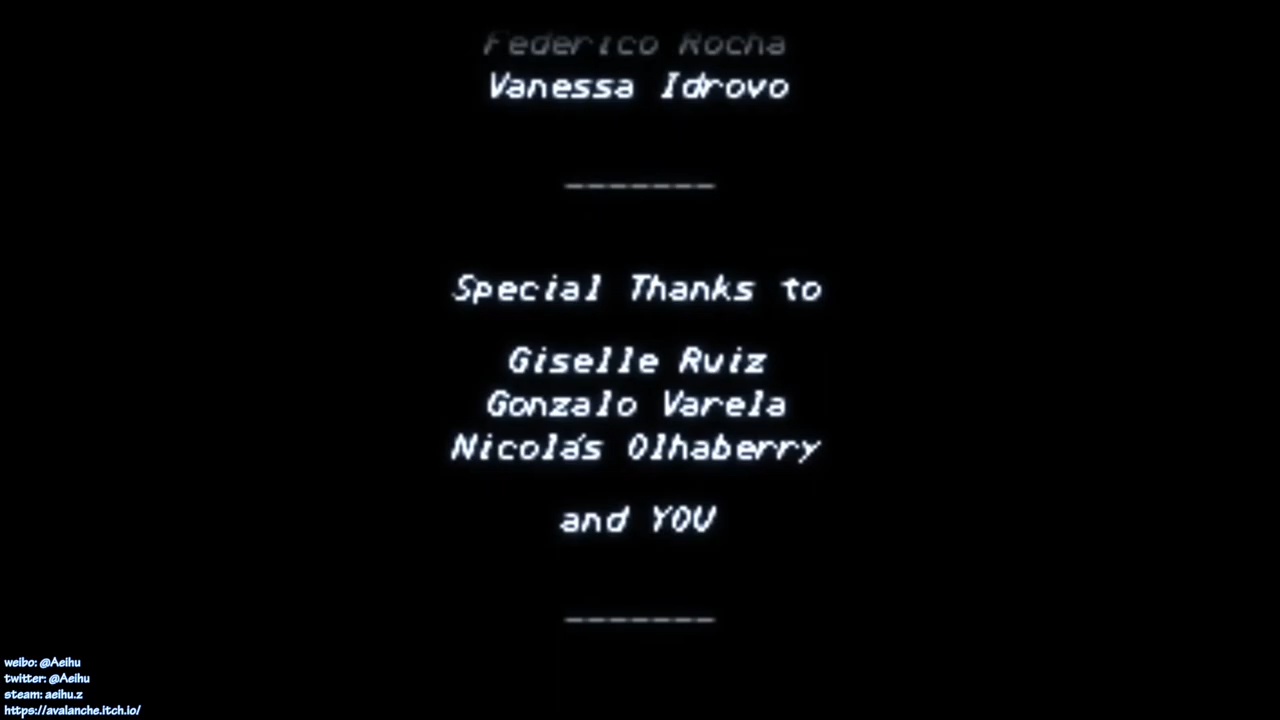 Federico Rocha
Vanessa Idrovo
-------
Special Thanks to
Giselle Ruiz
Gonzalo Varela
Nicolás Olhaberry
and YOU
-------
weibo: @Aeihu
twitter: @Aeihu
steam: aeihu.z
https://avalanche.itch.io/